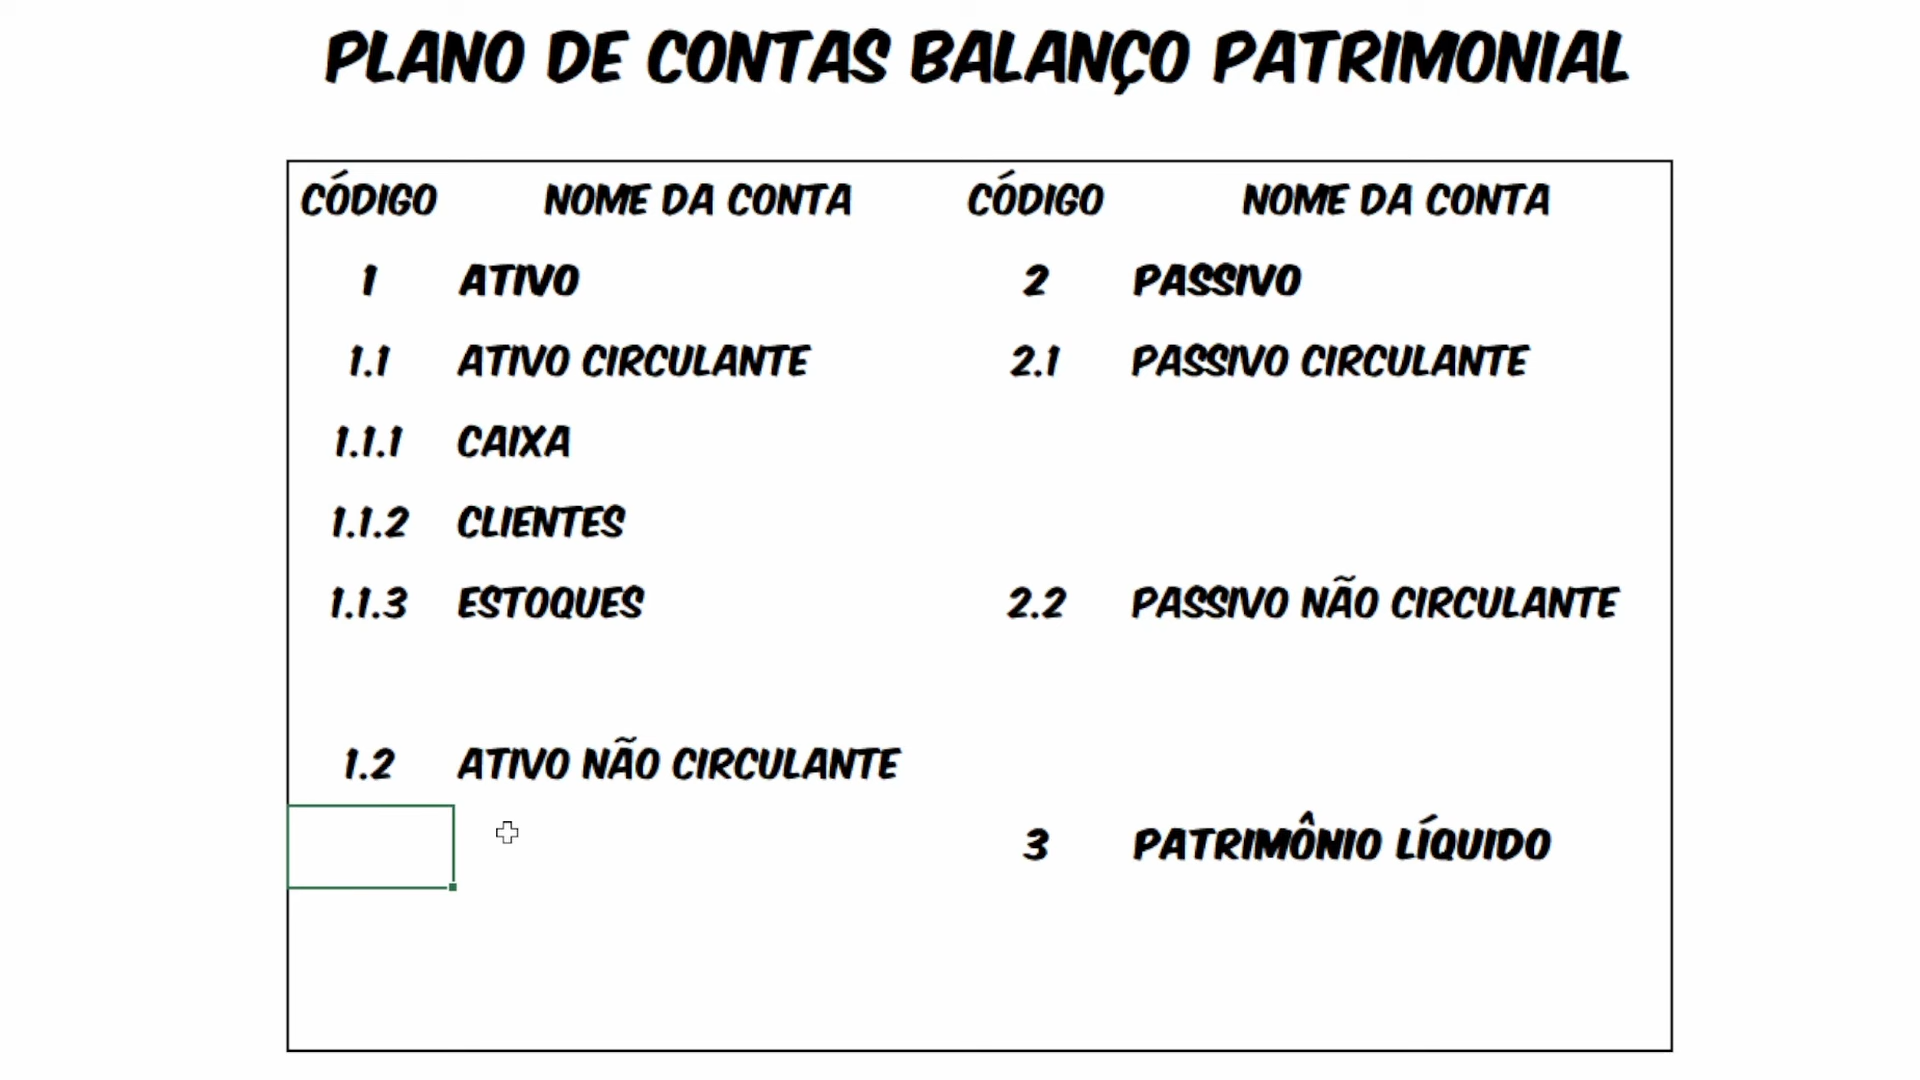 PLANO DE CONTAS BALANÇO PATRIMONIAL
CÓDIGO NOME DA CONTA CÓDIGO NOME DA CONTA
1 ATIVO 2 PASSIVO
1.1 ATIVO CIRCULANTE 2.1 PASSIVO CIRCULANTE
1.1.1 CAIXA
1.1.2 CLIENTES
1.1.3 ESTOQUES 2.2 PASSIVO NÃO CIRCULANTE
1.2 ATIVO NÃO CIRCULANTE
3 PATRIMÔNIO LÍQUIDO